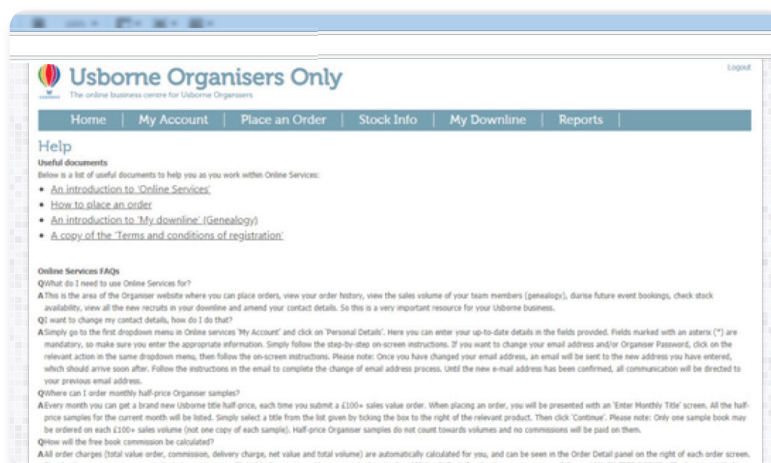 Logout
Usborne Organisers Only
The online business centre for Usborne Organisers
Home | My Account | Place an Order | Stock Info | My Downline | Reports |
Help
Useful documents
Below is a list of useful documents to help you as you work within Online Services:
• An introduction to 'Online Services'
• How to place an order
• An introduction to 'My downline' (Genealogy)
• A copy of the 'Terms and conditions of registration'
Online Services FAQs
QWhat do I need to use Online Services for?
AThis is the area of the Organiser website where you can place orders, view your order history, view the sales volume of your team members (genealogy), diarise future event bookings, check stock
availability, view all the new recruits in your downline and amend your contact details. So this is a very important resource for your Usborne business.
QI want to change my contact details, how do I do that?
ASimply go to the first dropdown menu in Online services 'My Account' and click on 'Personal Details'. Here you can enter your up-to-date details in the fields provided. Fields marked with an asterix (*) are
mandatory, so make sure you enter the appropriate information. Simply follow the step-by-step on-screen instructions. If you want to change your email address and/or Organiser Password, click on the
relevant action in the same dropdown menu, then follow the on-screen instructions. Please note: Once you have changed your email address, an email will be sent to the new address you have entered,
which should arrive soon after. Follow the instructions in the email to complete the change of email address process. Until the new e-mail address has been confirmed, all communication will be directed to
your previous email address.
QWhere can I order monthly half-price Organiser samples?
AEvery month you can get a brand new Usborne title half-price, each time you submit a £100+ sales value order. When placing an order, you will be presented with an 'Enter Monthly Title' screen. All the half-
price samples for the current month will be listed. Simply select a title from the list given by ticking the box to the right of the relevant product. Then click 'Continue'. Please note: Only one sample book may
be ordered on each £100+ sales volume (not one copy of each sample). Half-price Organiser samples do not count towards volumes and no commissions will be paid on them.
QHow will the free book commission be calculated?
AAll order charges (total value order, commission, delivery charge, net value and total volume) are automatically calculated for you, and can be seen in the Order Detail panel on the right of each order screen.